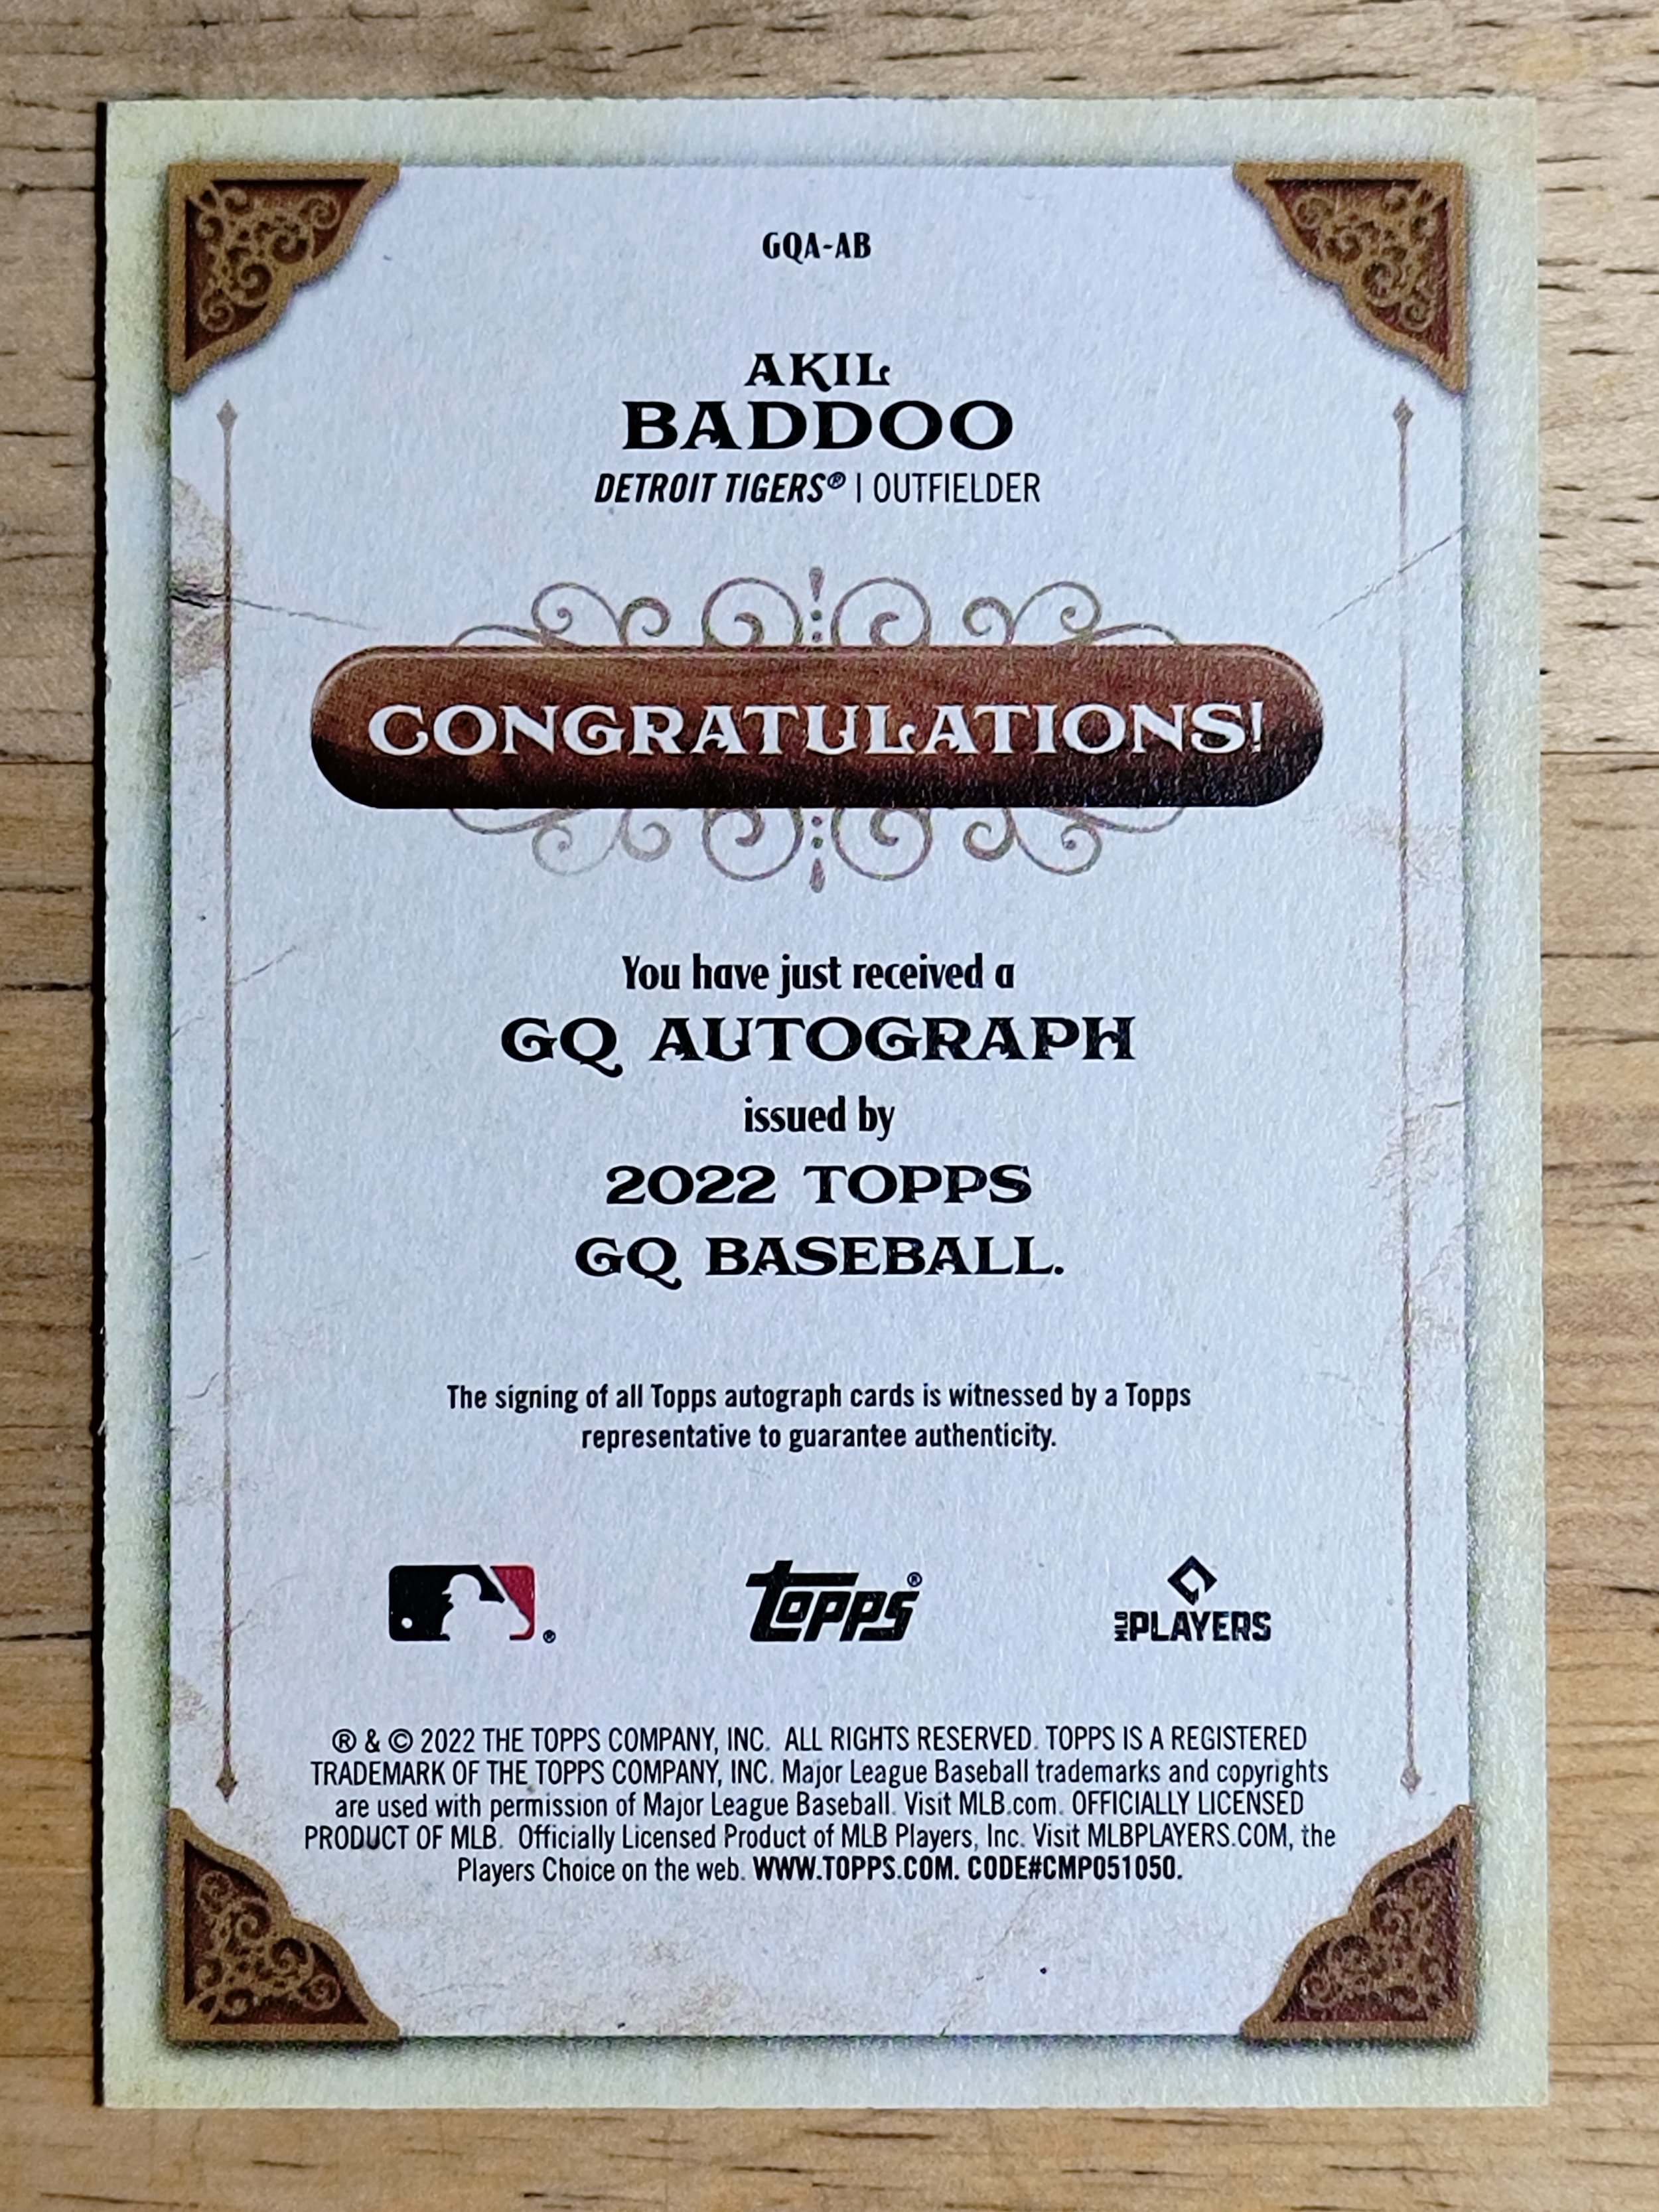 GQA-AB
AKIL
BADDOO
DETROIT TIGERS® | OUTFIELDER
CONGRATULATIONS!
You have just received a
GQ AUTOGRAPH
issued by
2022 TOPPS
GQ BASEBALL.
The signing of all Topps autograph cards is witnessed by a Topps
representative to guarantee authenticity.
® topps® MLB PLAYERS
® & © 2022 THE TOPPS COMPANY, INC. ALL RIGHTS RESERVED. TOPPS IS A REGISTERED
TRADEMARK OF THE TOPPS COMPANY, INC. Major League Baseball trademarks and copyrights
are used with permission of Major League Baseball. Visit MLB.com. OFFICIALLY LICENSED
PRODUCT OF MLB. Officially Licensed Product of MLB Players, Inc. Visit MLBPLAYERS.COM, the
Players Choice on the web. WWW.TOPPS.COM. CODE#CMP051050.